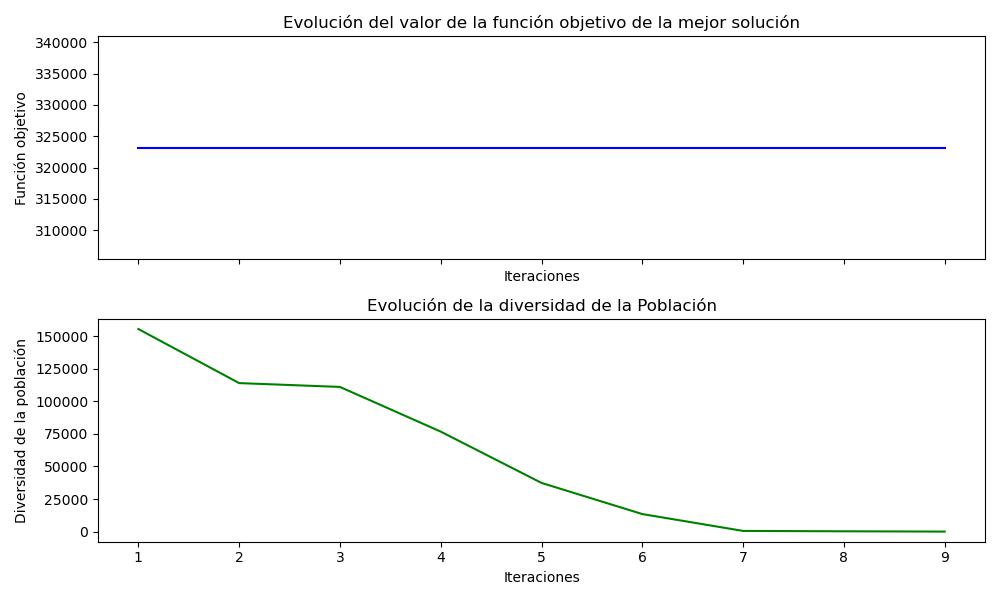 Evolución del valor de la función objetivo de la mejor solución
340000
335000
330000
325000
320000
315000
310000
Función objetivo
Iteraciones
Evolución de la diversidad de la Población
150000
125000
100000
75000
50000
25000
0
Diversidad de la población
1 2 3 4 5 6 7 8 9
Iteraciones